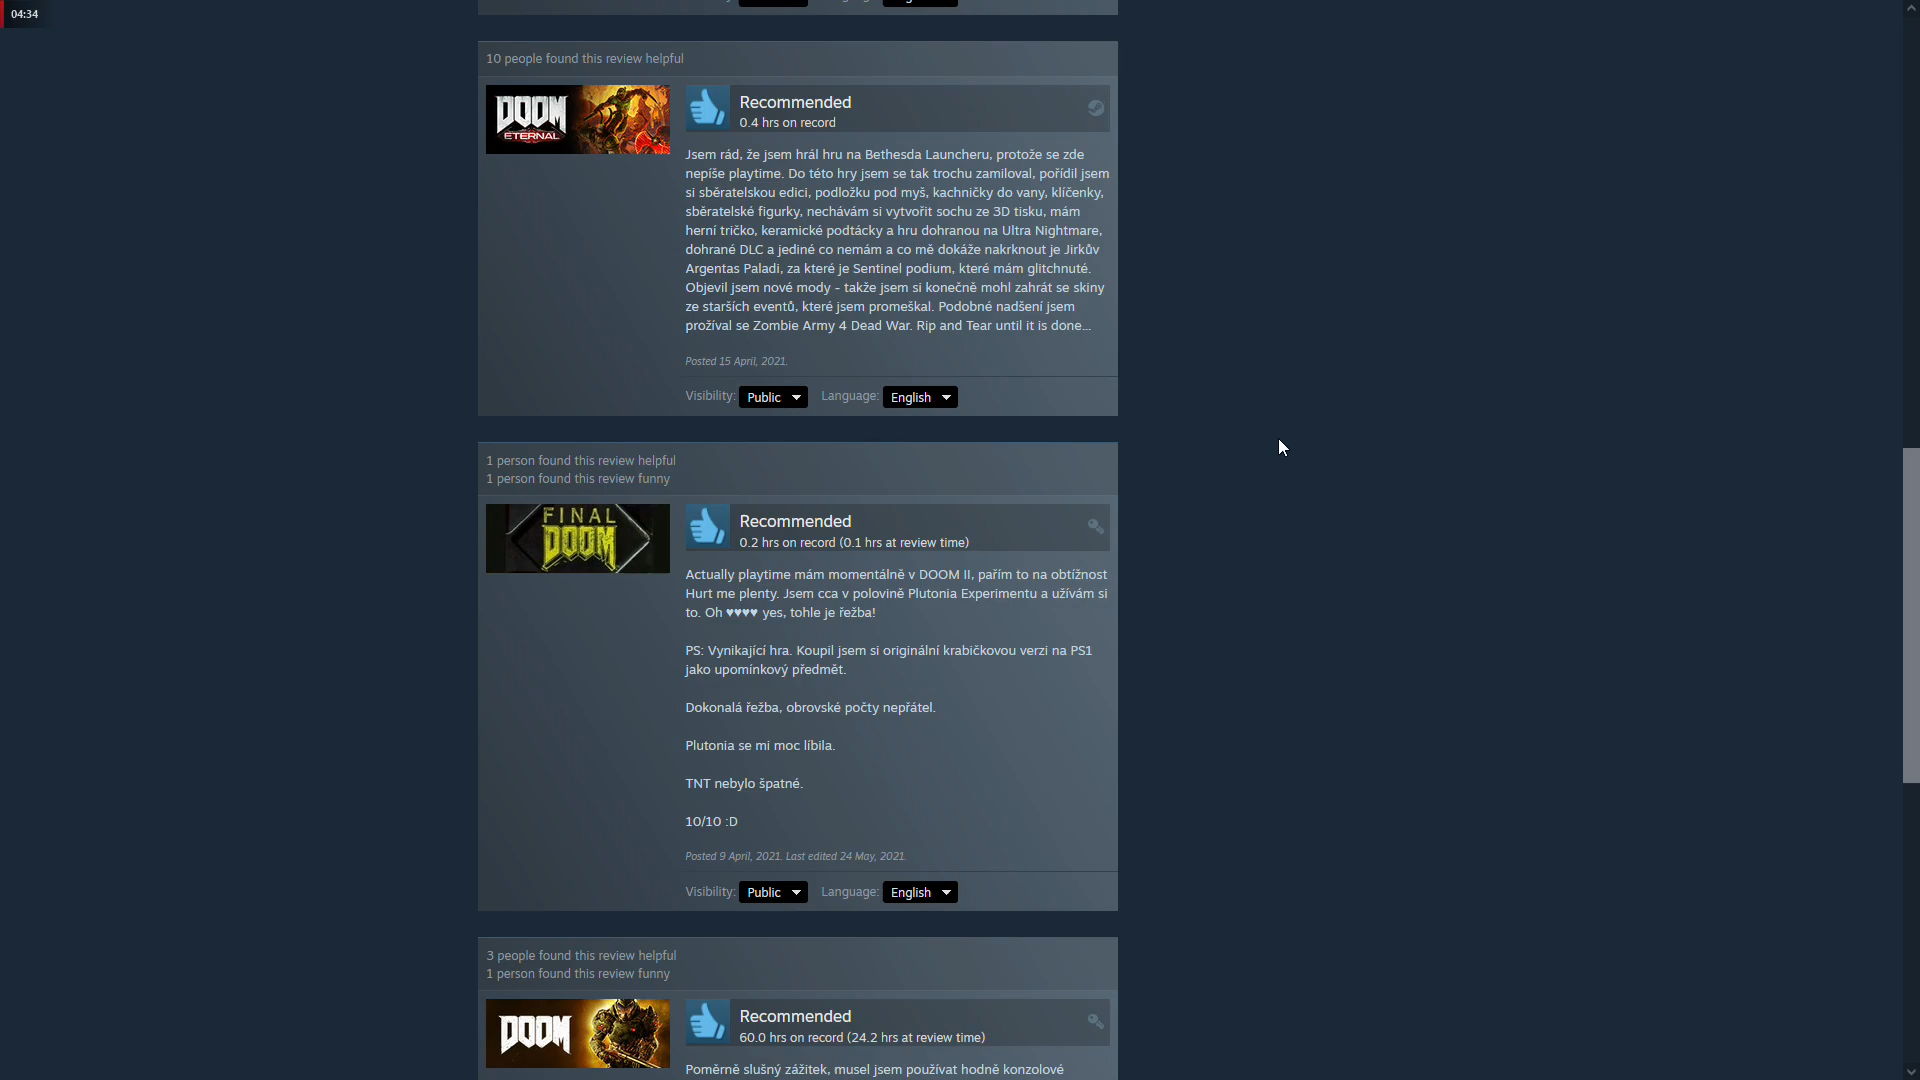 04:34
10 people found this review helpful
DOOM
ETERNAL
Recommended
0.4 hrs on record
Jsem rád, že jsem hrál hru na Bethesda Launcheru, protože se zde
nepíše playtime. Do této hry jsem se tak trochu zamiloval, pořídil jsem
si sběratelskou edici, podložku pod myš, kachničky do vany, klíčenky,
sběratelské figurky, nechávám si vytvořit sochu ze 3D tisku, mám
herní tričko, keramické podtácky a hru dohranou na Ultra Nightmare,
dohrané DLC a jediné co nemám a co mě dokáže nakrknout je Jirkův
Argentas Paladi, za které je Sentinel podium, které mám glitchnuté.
Objevil jsem nové mody - takže jsem si konečně mohl zahrát se skiny
ze starších eventů, které jsem promeškal. Podobné nadšení jsem
prožíval se Zombie Army 4 Dead War. Rip and Tear until it is done...
Posted 15 April, 2021.
Visibility: Public Language: English
1 person found this review helpful
1 person found this review funny
FINAL
DOOM
Recommended
0.2 hrs on record (0.1 hrs at review time)
Actually playtime mám momentálně v DOOM II, pařím to na obtížnost
Hurt me plenty. Jsem cca v polovině Plutonia Experimentu a užívám si
to. Oh ♥♥♥♥ yes, tohle je řežba!
PS: Vynikající hra. Koupil jsem si originální krabičkovou verzi na PS1
jako upomínkový předmět.
Dokonalá řežba, obrovské počty nepřátel.
Plutonia se mi moc líbila.
TNT nebylo špatné.
10/10 :D
Posted 9 April, 2021. Last edited 24 May, 2021.
Visibility: Public Language: English
3 people found this review helpful
1 person found this review funny
DOOM
Recommended
60.0 hrs on record (24.2 hrs at review time)
Poměrně slušný zážitek, musel jsem používat hodně konzolové